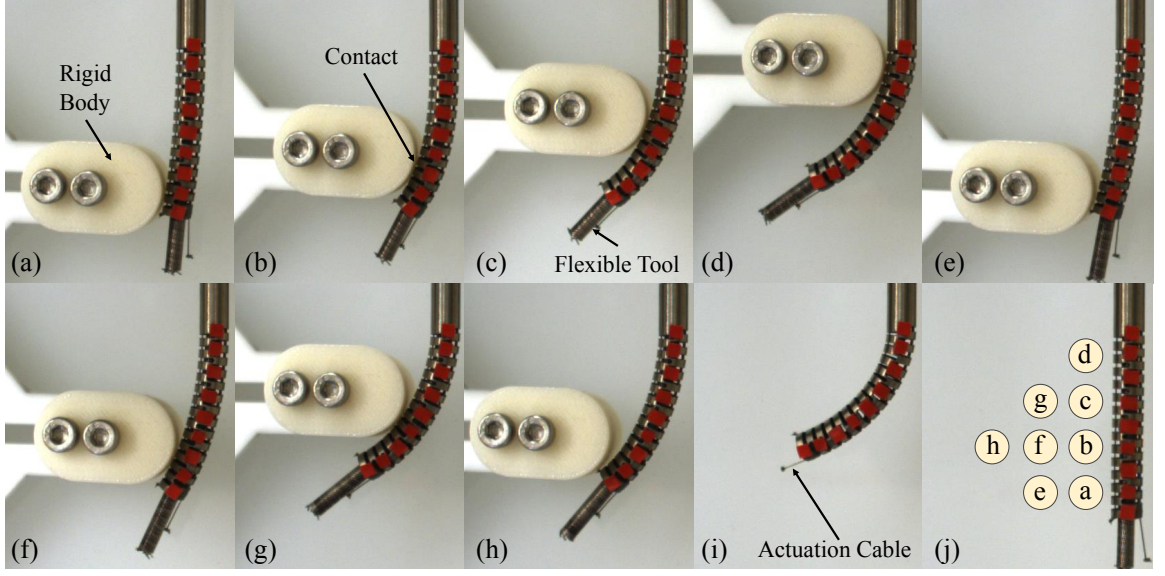 Rigid
Body
Contact
(a)
(b)
(c)
Flexible Tool
(d)
(e)
(f)
(g)
(h)
(i)
Actuation Cable
d
g c
h f b
e a
(j)